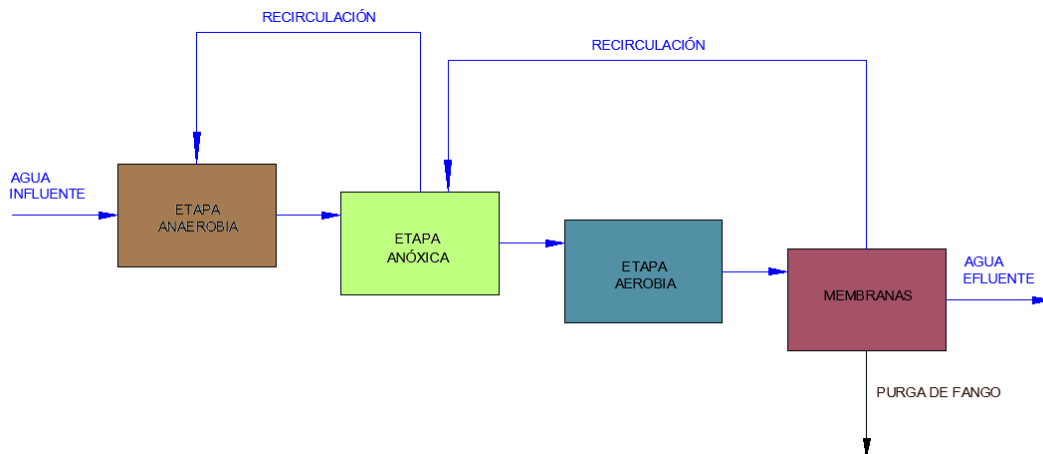 RECIRCULACIÓN
RECIRCULACIÓN
AGUA
INFLUENTE
ETAPA
ANAEROBIA
ETAPA
ANÓXICA
ETAPA
AEROBIA
MEMBRANAS
AGUA
EFLUENTE
PURGA DE FANGO